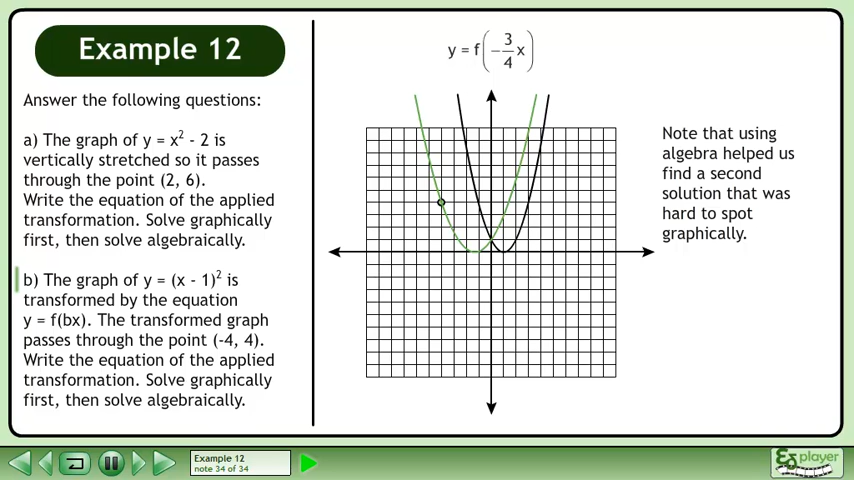 Example 12
Answer the following questions:
a) The graph of y = x² - 2 is
vertically stretched so it passes
through the point (2, 6).
Write the equation of the applied
transformation. Solve graphically
first, then solve algebraically.
b) The graph of y = (x - 1)² is
transformed by the equation
y = f(bx). The transformed graph
passes through the point (-4, 4).
Write the equation of the applied
transformation. Solve graphically
first, then solve algebraically.
y = f(-3/4 x)
Note that using
algebra helped us
find a second
solution that was
hard to spot
graphically.
Example 12
note 34 of 34
player